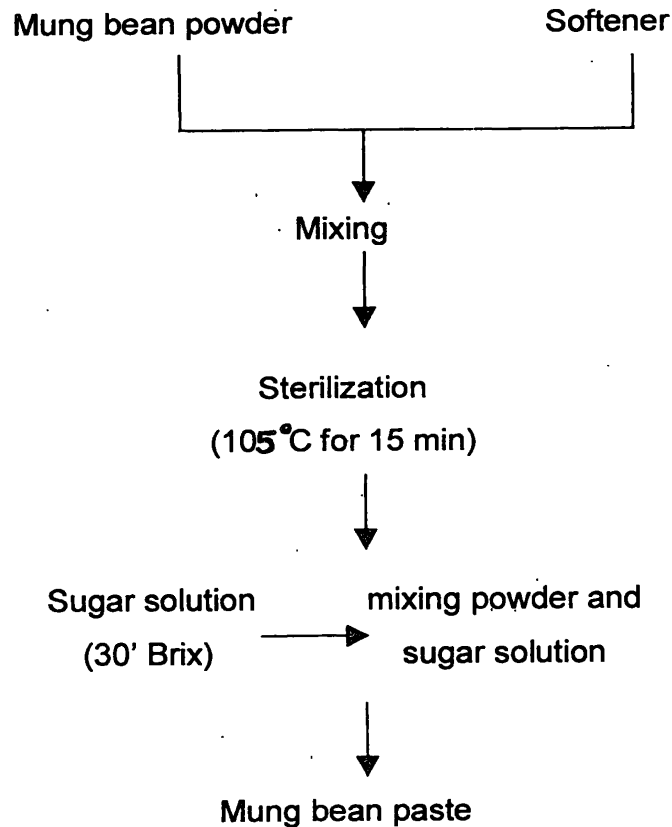 Mung bean powder
Softener
Mixing
Sterilization
(105°C for 15 min)
Sugar solution
(30' Brix)
mixing powder and
sugar solution
Mung bean paste